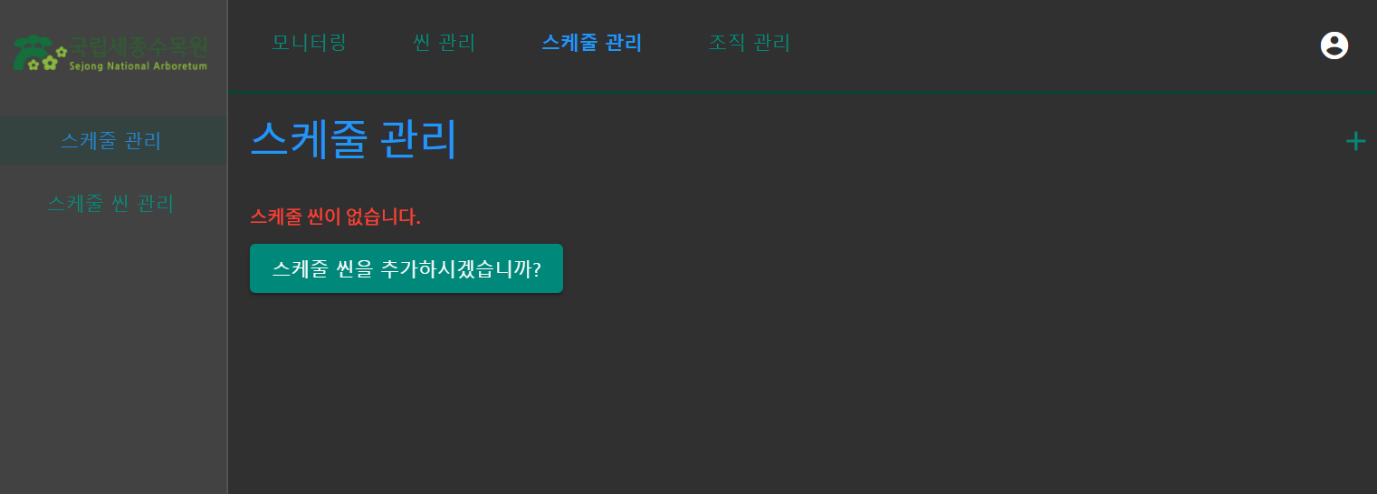 국립세종수목원
Sejong National Arboretum
모니터링
씬 관리
스케줄 관리
조직 관리
스케줄 관리
스케줄 씬 관리
스케줄 관리
스케줄 씬이 없습니다.
스케줄 씬을 추가하시겠습니까?